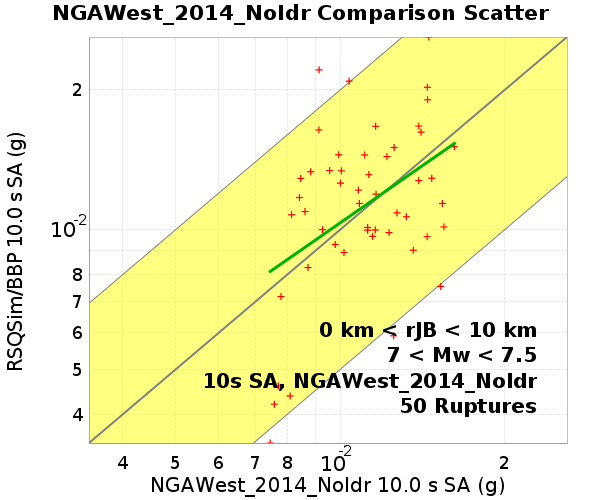 NGAWest_2014_NoIdr Comparison Scatter
RSQSim/BBP 10.0 s SA (g)
2
10-2
8
7
6
5
4
0 km < rJB < 10 km
7 < Mw < 7.5
10s SA, NGAWest_2014_NoIdr
50 Ruptures
4 5 6 7 8 10-2 2
NGAWest_2014_NoIdr 10.0 s SA (g)